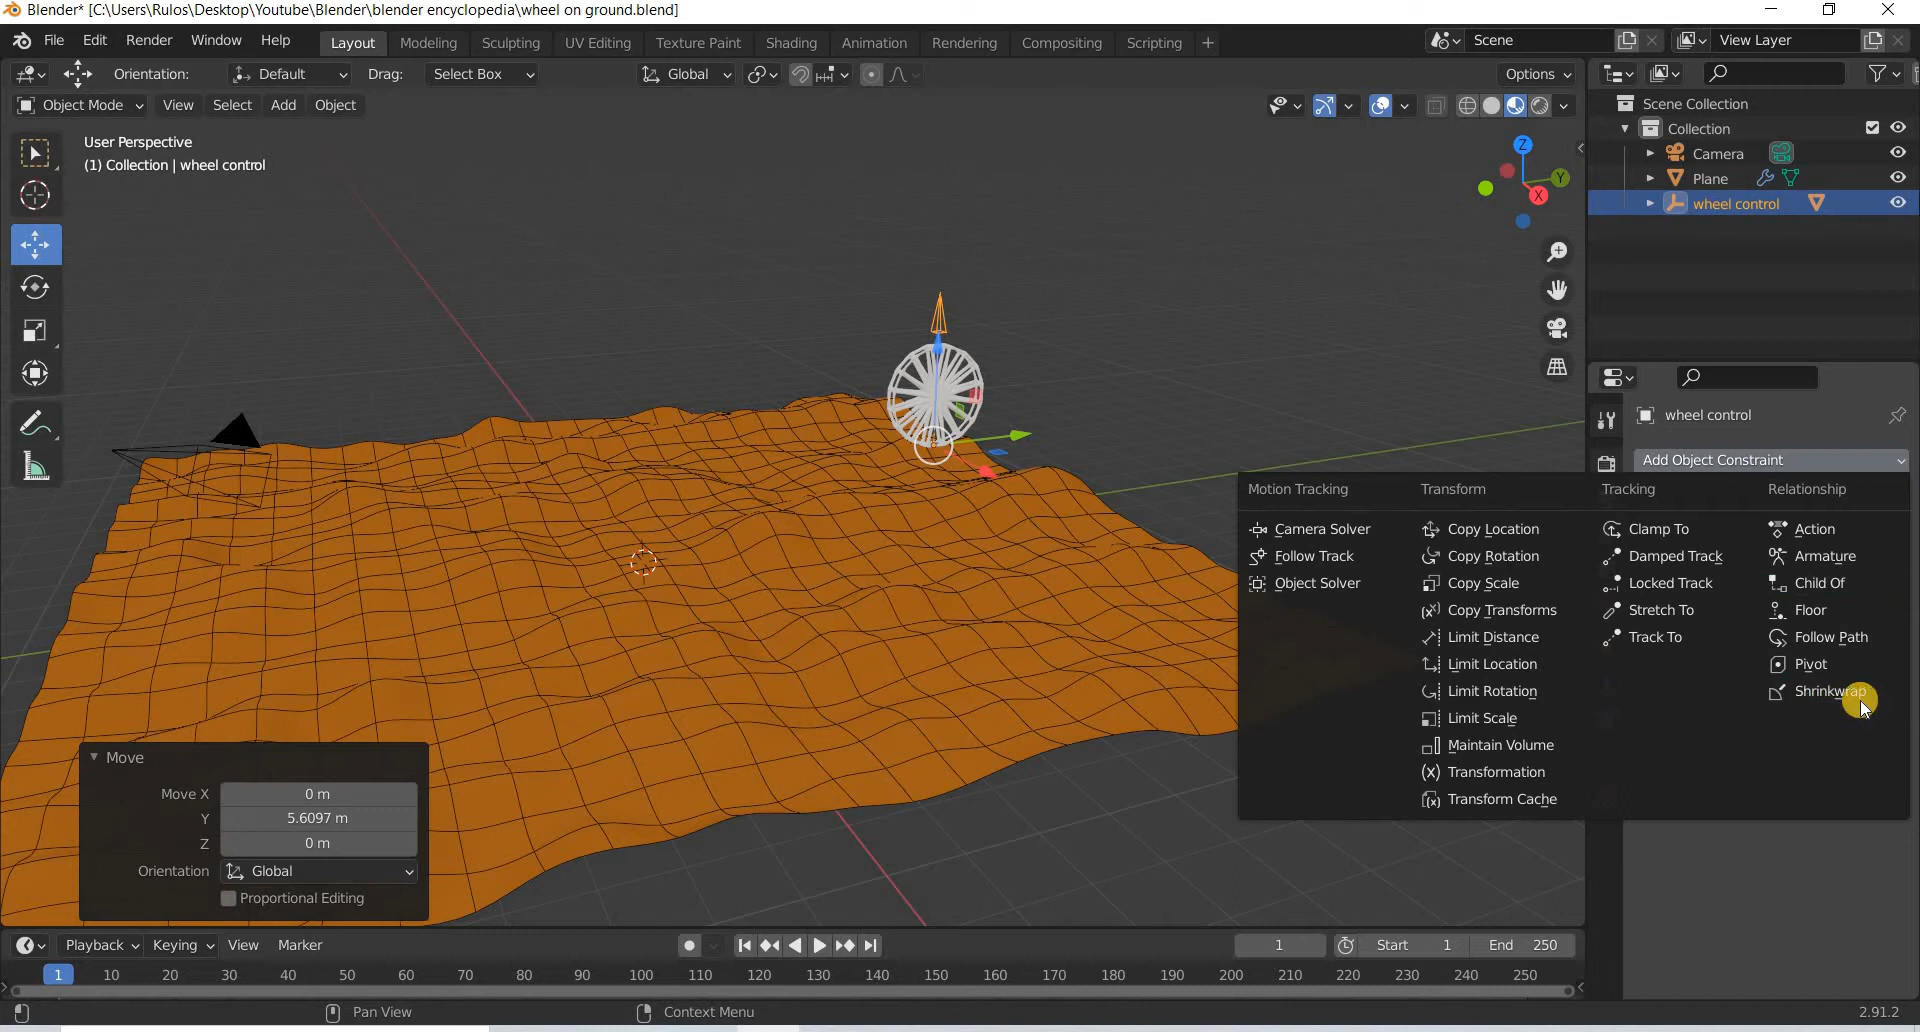 Blender* [C:\Users\Rulos\Desktop\Youtube\Blender\blender encyclopedia\wheel on ground.blend]
File Edit Render Window Help Layout Modeling Sculpting UV Editing Texture Paint Shading Animation Rendering Compositing Scripting + Scene View Layer
Orientation: Default Drag: Select Box Global Options
Object Mode View Select Add Object
User Perspective
(1) Collection | wheel control
Z
Y
X
Scene Collection
Collection
Camera
Plane
wheel control
wheel control
Add Object Constraint
Motion Tracking Transform Tracking Relationship
Camera Solver Copy Location Clamp To Action
Follow Track Copy Rotation Damped Track Armature
Object Solver Copy Scale Locked Track Child Of
Copy Transforms Stretch To Floor
Limit Distance Track To Follow Path
Limit Location Pivot
Limit Rotation Shrinkwrap
Limit Scale
Maintain Volume
Transformation
Transform Cache
Move
Move X 0 m
Y 5.6097 m
Z 0 m
Orientation Global
Proportional Editing
Playback Keying View Marker 1 Start 1 End 250
1 10 20 30 40 50 60 70 80 90 100 110 120 130 140 150 160 170 180 190 200 210 220 230 240 250
Pan View Context Menu 2.91.2